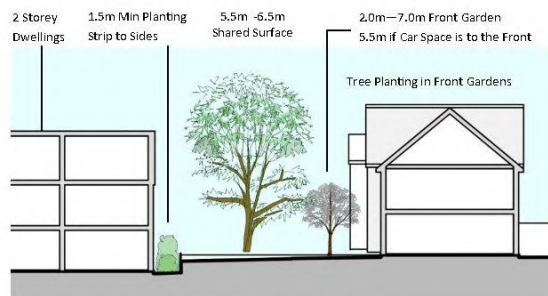 2 Storey
Dwellings
1.5m Min Planting
Strip to Sides
5.5m -6.5m
Shared Surface
2.0m—7.0m Front Garden
5.5m if Car Space is to the Front
Tree Planting in Front Gardens